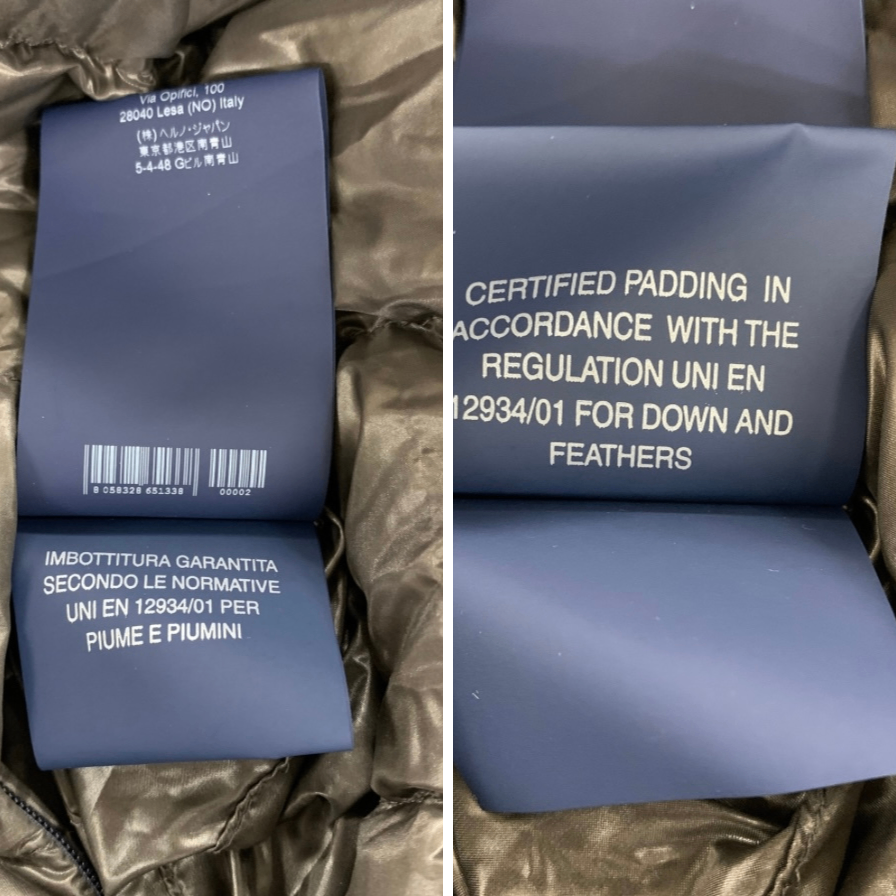 Via Opifici, 100
28040 Lesa (NO) Italy
(株)ヘルノ・ジャパン
東京都港区南青山
5-4-48 Gビル南青山
8 058328 651338
00002
IMBOTTITURA GARANTITA
SECONDO LE NORMATIVE
UNI EN 12934/01 PER
PIUME E PIUMINI
CERTIFIED PADDING IN
ACCORDANCE WITH THE
REGULATION UNI EN
12934/01 FOR DOWN AND
FEATHERS